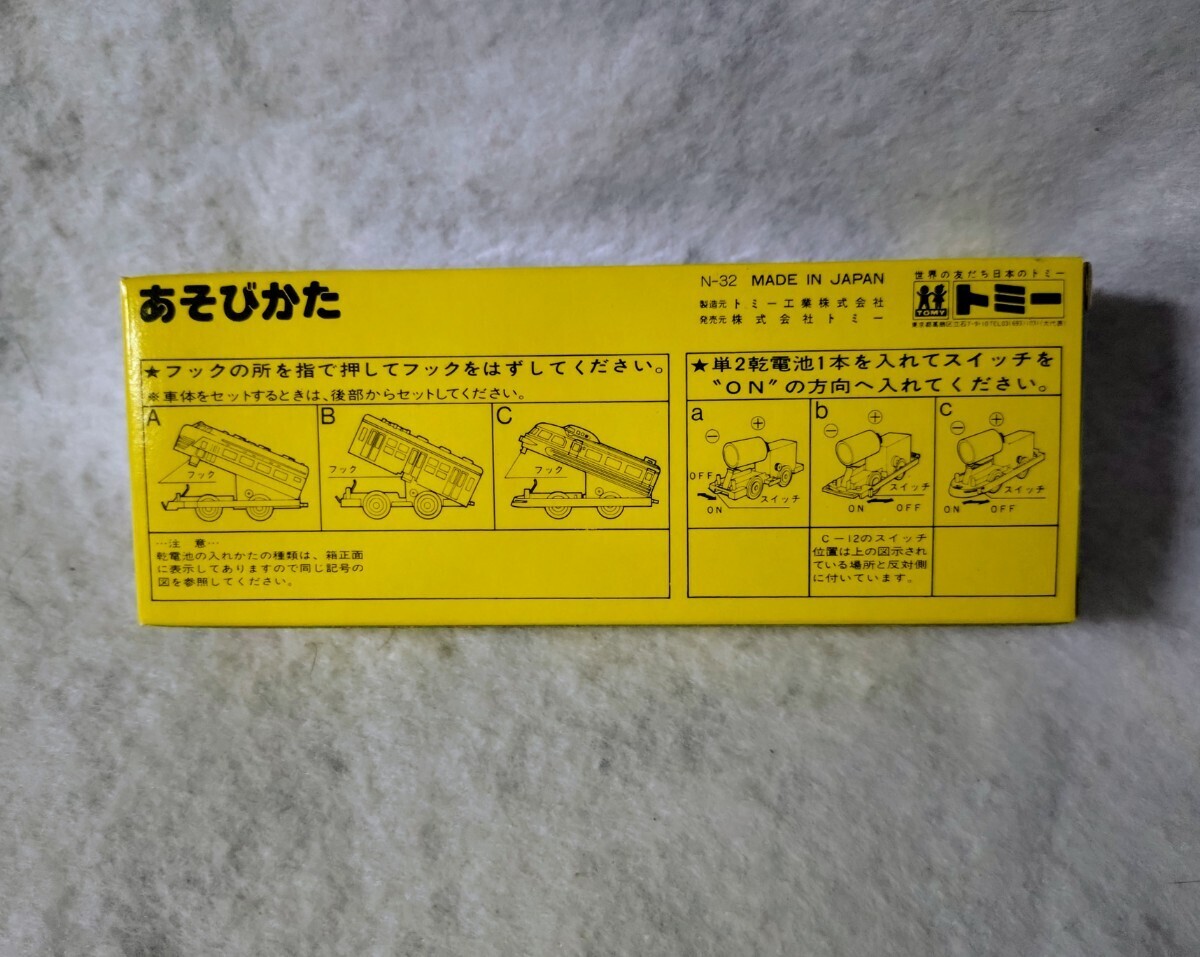 あそびかた
N-32 MADE IN JAPAN
製造元 トミー工業株式会社
発売元 株式会社トミー
世界の友だち日本のトミー
TOMY
トミー
★フックの所を指で押してフックをはずしてください。
※車体をセットするときは、後部からセットしてください。
A
フック
B
フック
C
フック
---注 意---
乾電池の入れかたの種類は、箱正面
に表示してありますので同じ記号の
図を参照してください。
★単2乾電池1本を入れてスイッチを
〝ON〟の方向へ入れてください。
a
⊖ ⊕
OFF
ON
スイッチ
b
⊖ ⊕
スイッチ
ON OFF
c
⊖ ⊕
スイッチ
ON OFF
C-12のスイッチ
位置は上の図示され
ている場所と反対側
に付いています。